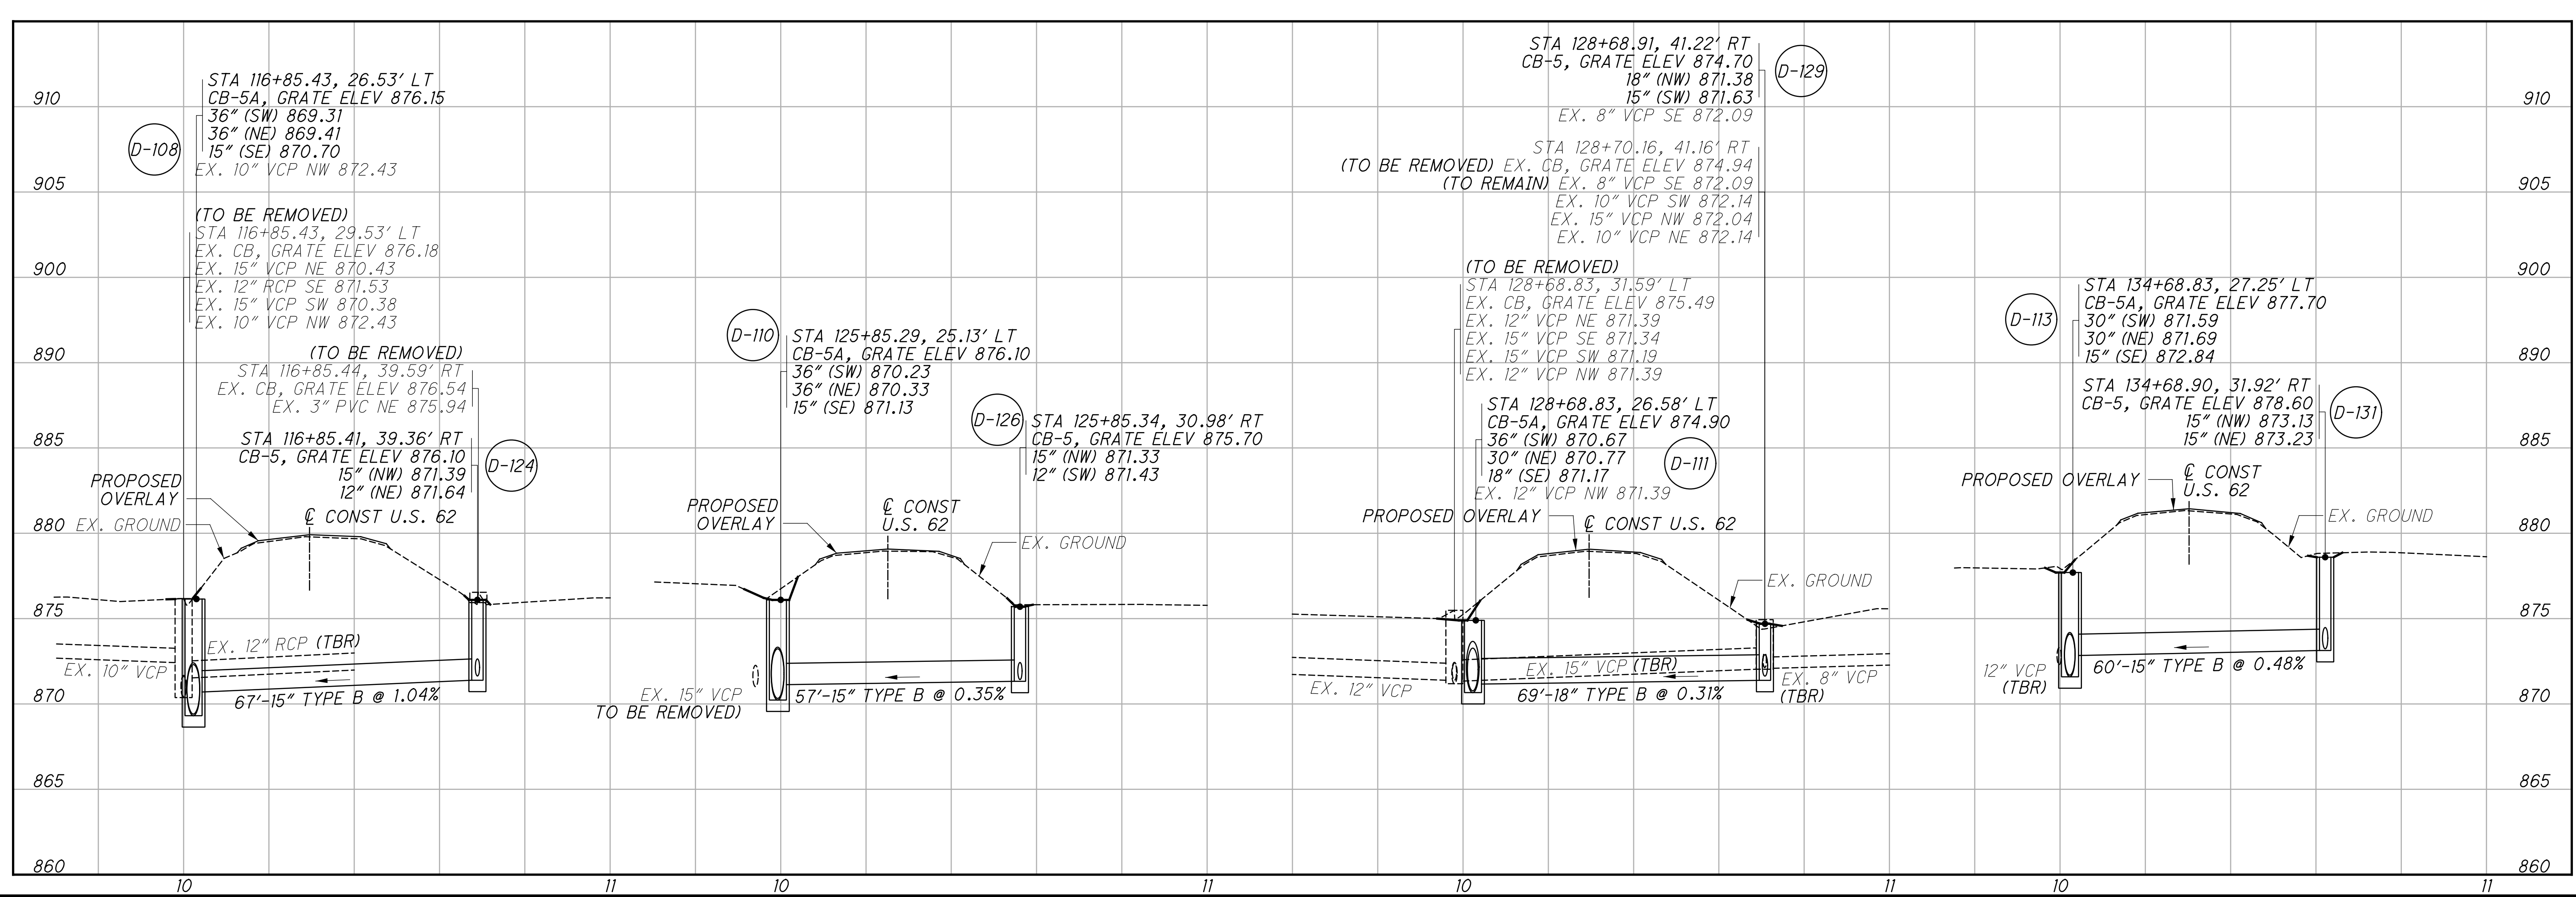 910
905
900
890
885
880
875
870
865
860
D-108
STA 116+85.43, 26.53' LT
CB-5A, GRATE ELEV 876.15
36" (SW) 869.31
36" (NE) 869.41
15" (SE) 870.70
EX. 10" VCP NW 872.43
(TO BE REMOVED)
STA 116+85.43, 29.53' LT
EX. CB, GRATE ELEV 876.18
EX. 15" VCP NE 870.43
EX. 12" RCP SE 871.53
EX. 15" VCP SW 870.38
EX. 10" VCP NW 872.43
(TO BE REMOVED)
STA 116+85.44, 39.59' RT
EX. CB, GRATE ELEV 876.54
EX. 3" PVC NE 875.94
STA 116+85.41, 39.36' RT
CB-5, GRATE ELEV 876.10
15" (NW) 871.39
12" (NE) 871.64
D-124
PROPOSED
OVERLAY
EX. GROUND
℄ CONST U.S. 62
EX. 12" RCP (TBR)
EX. 10" VCP
67'-15" TYPE B @ 1.04%
D-110
STA 125+85.29, 25.13' LT
CB-5A, GRATE ELEV 876.10
36" (SW) 870.23
36" (NE) 870.33
15" (SE) 871.13
D-126
STA 125+85.34, 30.98' RT
CB-5, GRATE ELEV 875.70
15" (NW) 871.33
12" (SW) 871.43
PROPOSED
OVERLAY
℄ CONST
U.S. 62
EX. GROUND
EX. 15" VCP
TO BE REMOVED)
57'-15" TYPE B @ 0.35%
STA 128+68.91, 41.22' RT
CB-5, GRATE ELEV 874.70
18" (NW) 871.38
15" (SW) 871.63
EX. 8" VCP SE 872.09
D-129
STA 128+70.16, 41.16' RT
(TO BE REMOVED) EX. CB, GRATE ELEV 874.94
(TO REMAIN) EX. 8" VCP SE 872.09
EX. 10" VCP SW 872.14
EX. 15" VCP NW 872.04
EX. 10" VCP NE 872.14
(TO BE REMOVED)
STA 128+68.83, 31.59' LT
EX. CB, GRATE ELEV 875.49
EX. 12" VCP NE 871.39
EX. 15" VCP SE 871.34
EX. 15" VCP SW 871.19
EX. 12" VCP NW 871.39
STA 128+68.83, 26.58' LT
CB-5A, GRATE ELEV 874.90
36" (SW) 870.67
30" (NE) 870.77
18" (SE) 871.17
EX. 12" VCP NW 871.39
D-111
PROPOSED OVERLAY
℄ CONST U.S. 62
EX. GROUND
EX. 15" VCP (TBR)
EX. 12" VCP
69'-18" TYPE B @ 0.31%
EX. 8" VCP
(TBR)
D-113
STA 134+68.83, 27.25' LT
CB-5A, GRATE ELEV 877.70
30" (SW) 871.59
30" (NE) 871.69
15" (SE) 872.84
STA 134+68.90, 31.92' RT
CB-5, GRATE ELEV 878.60
15" (NW) 873.13
15" (NE) 873.23
D-131
PROPOSED OVERLAY
℄ CONST
U.S. 62
EX. GROUND
12" VCP
(TBR)
60'-15" TYPE B @ 0.48%
910
905
900
890
885
880
875
870
865
860
10
11
10
11
10
11
10
11